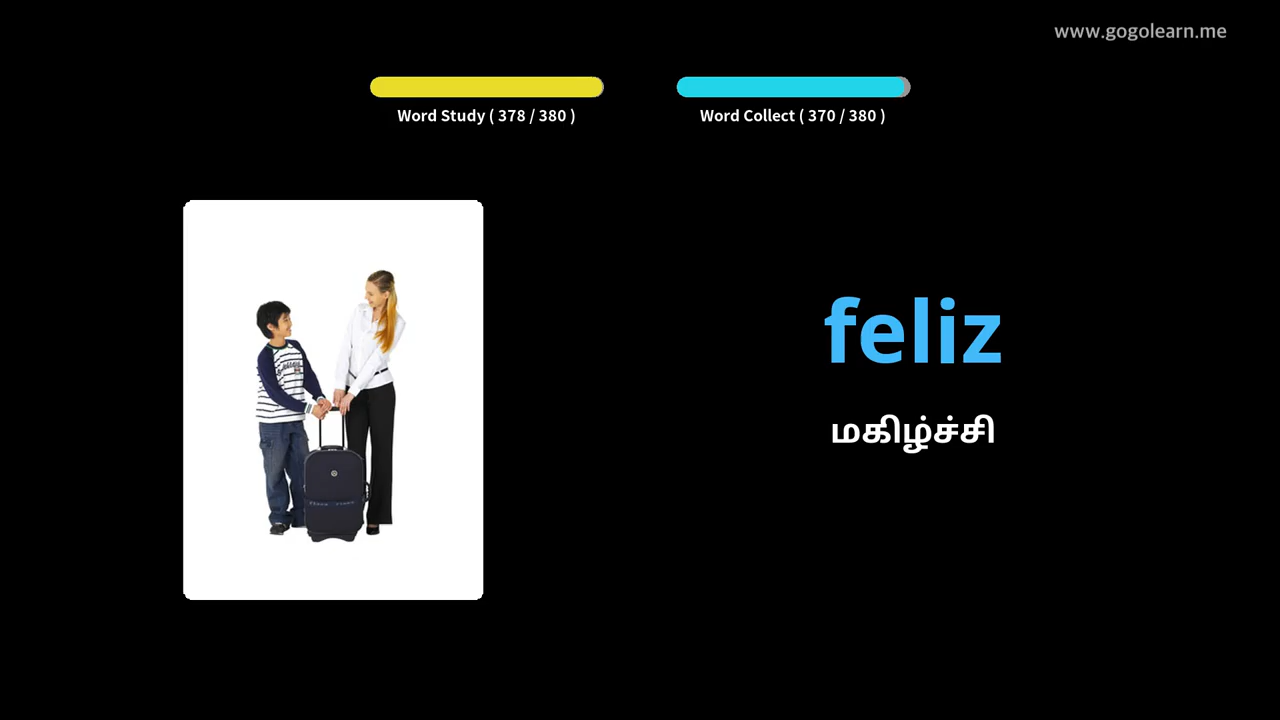 www.gogolearn.me
Word Study ( 378 / 380 )
Word Collect ( 370 / 380 )
feliz
மகிழ்ச்சி